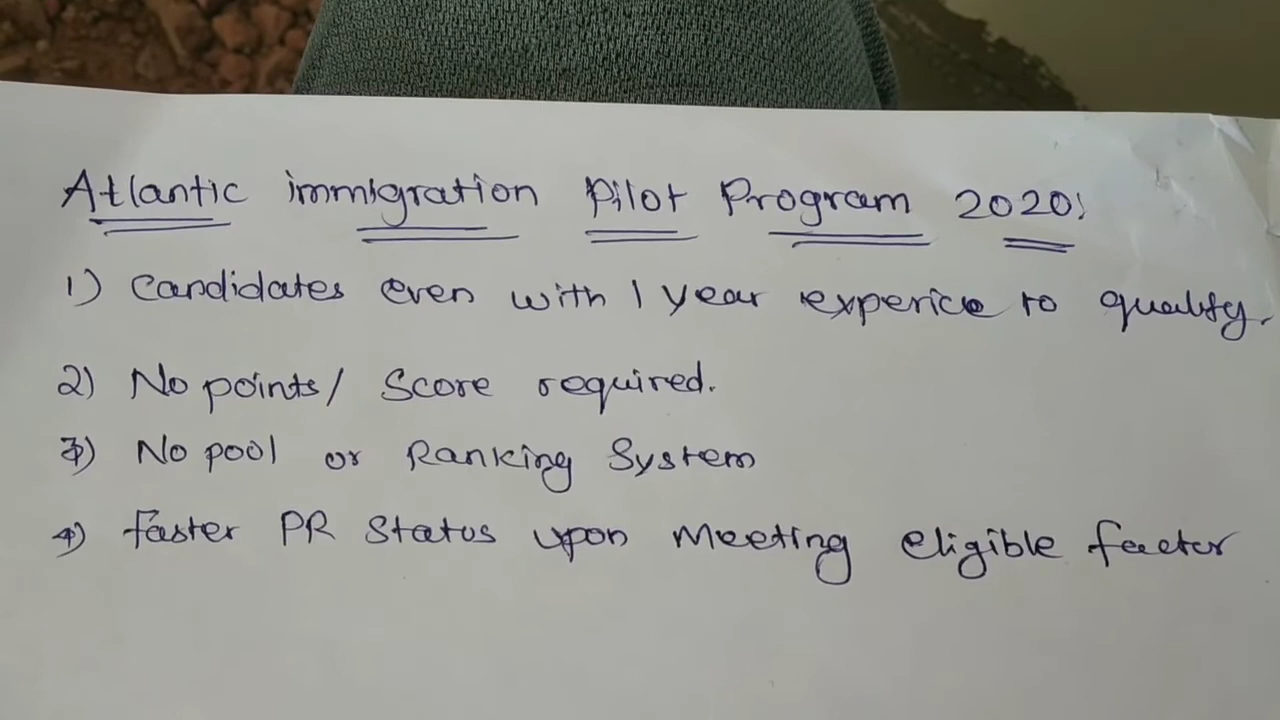 Atlantic immigration Pilot Program 2020:
1) Candidates even with 1 year experice to qualify.
2) No points/ Score required.
3) No pool or Ranking System
4) faster PR Status upon Meeting eligible factor